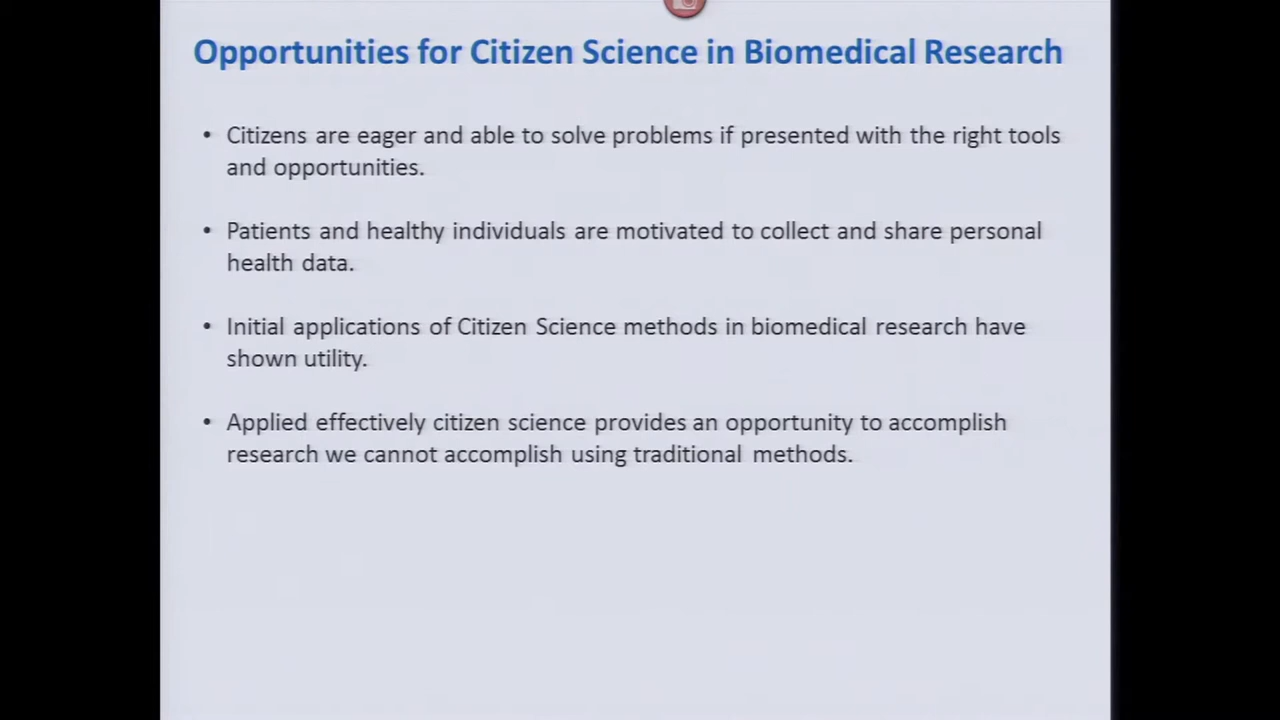 Opportunities for Citizen Science in Biomedical Research
• Citizens are eager and able to solve problems if presented with the right tools
and opportunities.
• Patients and healthy individuals are motivated to collect and share personal
health data.
• Initial applications of Citizen Science methods in biomedical research have
shown utility.
• Applied effectively citizen science provides an opportunity to accomplish
research we cannot accomplish using traditional methods.